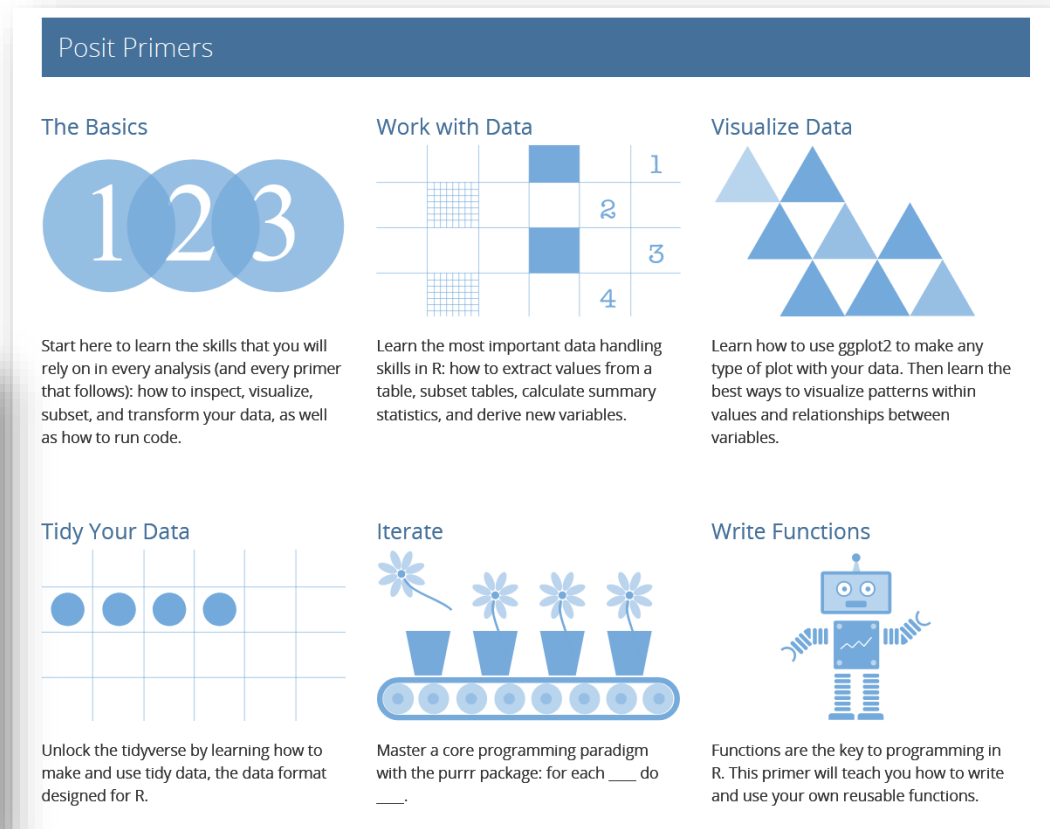 Posit Primers
The Basics
1 2 3
Start here to learn the skills that you will
rely on in every analysis (and every primer
that follows): how to inspect, visualize,
subset, and transform your data, as well
as how to run code.
Work with Data
1
2
3
4
Learn the most important data handling
skills in R: how to extract values from a
table, subset tables, calculate summary
statistics, and derive new variables.
Visualize Data
Learn how to use ggplot2 to make any
type of plot with your data. Then learn the
best ways to visualize patterns within
values and relationships between
variables.
Tidy Your Data
Unlock the tidyverse by learning how to
make and use tidy data, the data format
designed for R.
Iterate
Master a core programming paradigm
with the purrr package: for each ___ do
___.
Write Functions
Functions are the key to programming in
R. This primer will teach you how to write
and use your own reusable functions.